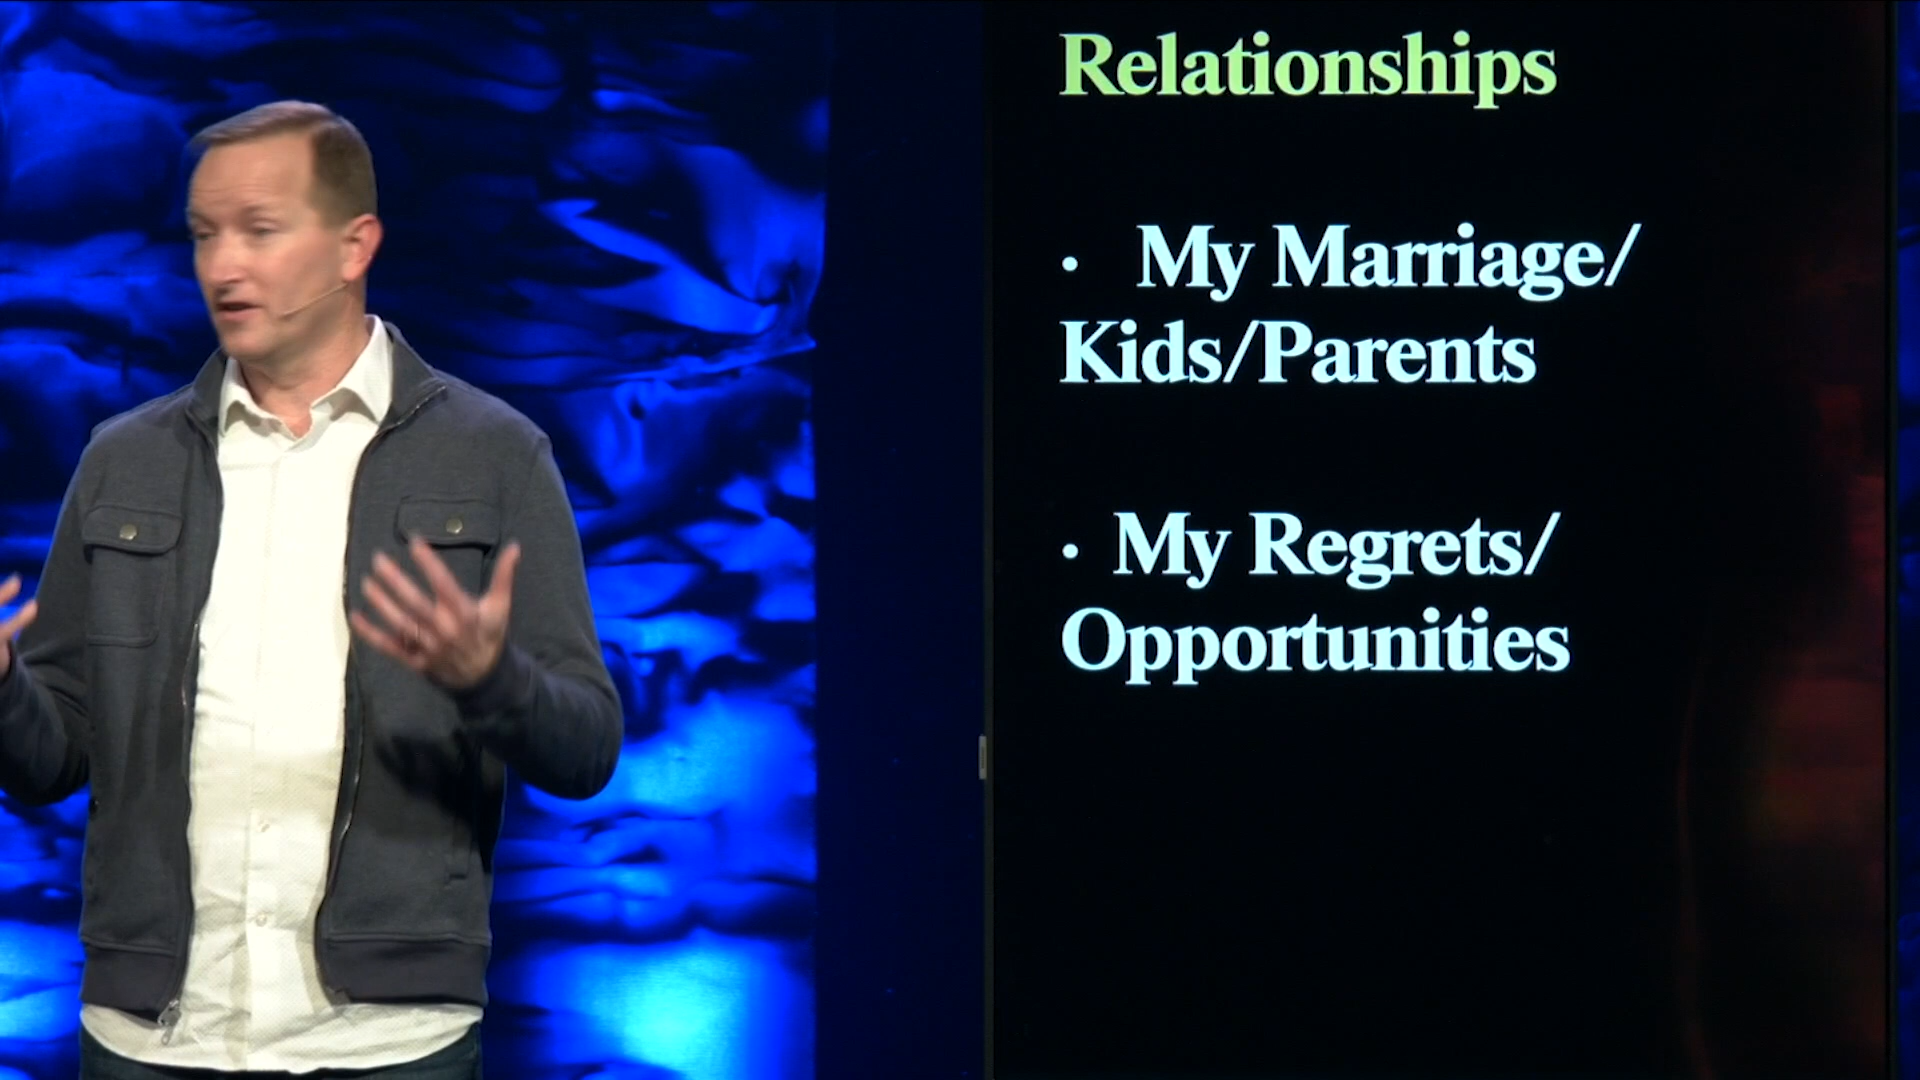 Relationships
• My Marriage/
Kids/Parents
• My Regrets/
Opportunities